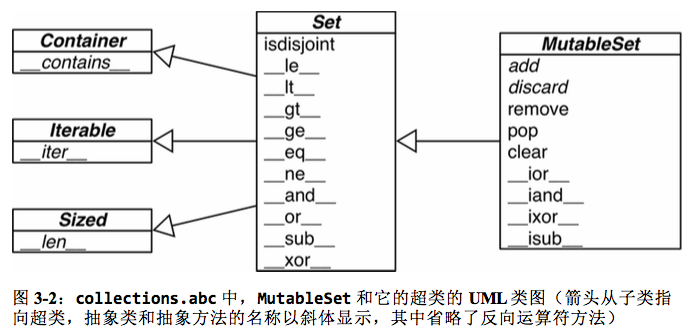 Container
__contains__
Iterable
__iter__
Sized
__len__
Set
isdisjoint
__le__
__lt__
__gt__
__ge__
__eq__
__ne__
__and__
__or__
__sub__
__xor__
MutableSet
add
discard
remove
pop
clear
__ior__
__iand__
__ixor__
__isub__
图 3-2：collections.abc 中，MutableSet 和它的超类的 UML 类图（箭头从子类指
向超类，抽象类和抽象方法的名称以斜体显示，其中省略了反向运算符方法）